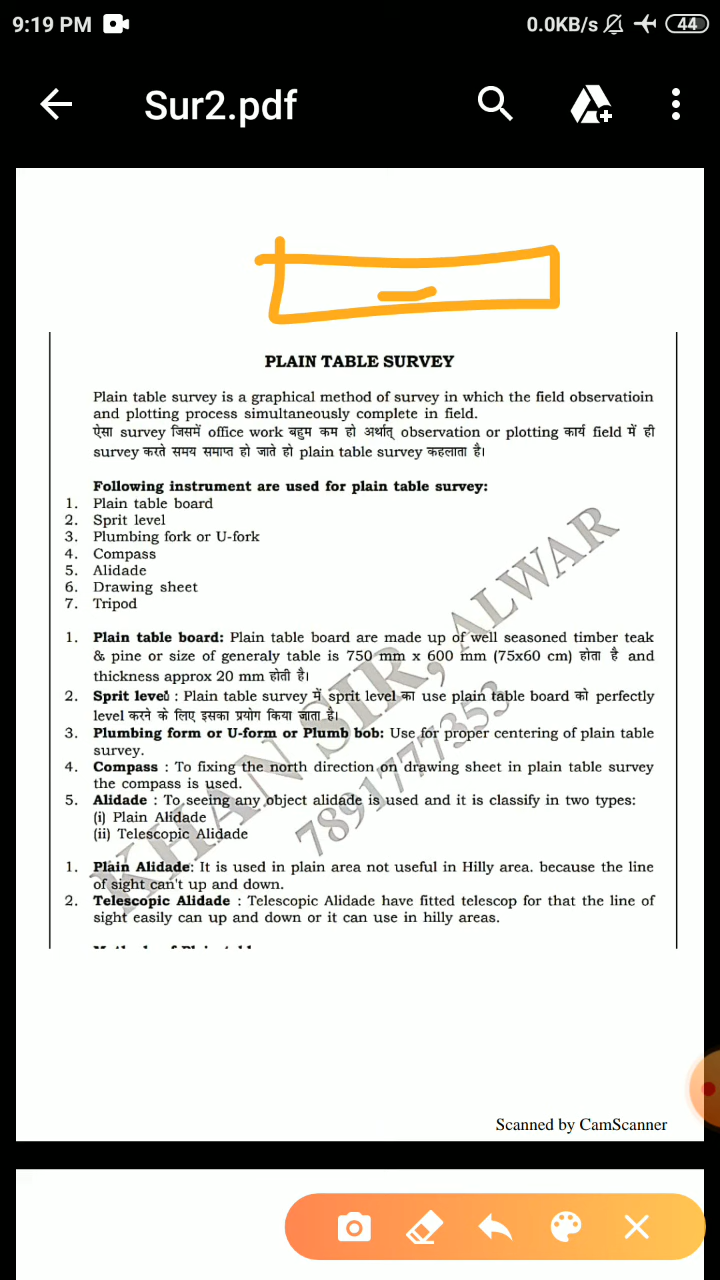 9:19 PM
0.0KB/s
44
Sur2.pdf
PLAIN TABLE SURVEY
Plain table survey is a graphical method of survey in which the field observatioin
and plotting process simultaneously complete in field.
ऐसा survey जिसमें office work बहुम कम हो अर्थात् observation or plotting कार्य field में ही
survey करते समय समाप्त हो जाते हो plain table survey कहलाता है।
Following instrument are used for plain table survey:
1. Plain table board
2. Sprit level
3. Plumbing fork or U-fork
4. Compass
5. Alidade
6. Drawing sheet
7. Tripod
1. Plain table board: Plain table board are made up of well seasoned timber teak
& pine or size of generaly table is 750 mm x 600 mm (75x60 cm) होता है and
thickness approx 20 mm होती है।
2. Sprit level : Plain table survey में sprit level का use plain table board को perfectly
level करने के लिए इसका प्रयोग किया जाता है।
3. Plumbing form or U-form or Plumb bob: Use for proper centering of plain table
survey.
4. Compass : To fixing the north direction on drawing sheet in plain table survey
the compass is used.
5. Alidade : To seeing any object alidade is used and it is classify in two types:
(i) Plain Alidade
(ii) Telescopic Alidade
1. Plain Alidade: It is used in plain area not useful in Hilly area. because the line
of sight can't up and down.
2. Telescopic Alidade : Telescopic Alidade have fitted telescop for that the line of
sight easily can up and down or it can use in hilly areas.
KHAN SIR, ALWAR
7891777353
Scanned by CamScanner